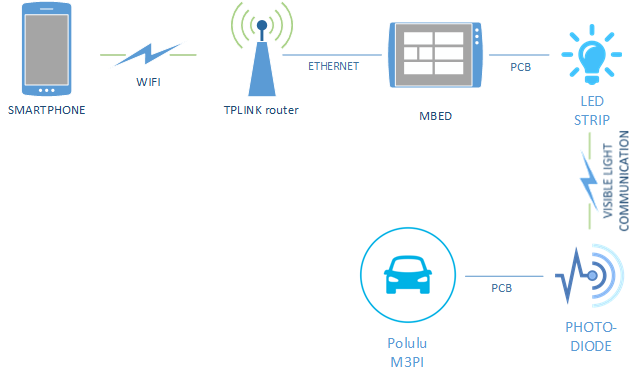 SMARTPHONE
WIFI
TPLINK router
ETHERNET
MBED
PCB
LED
STRIP
VISIBLE LIGHT
COMMUNICATION
PHOTO-
DIODE
PCB
Polulu
M3PI